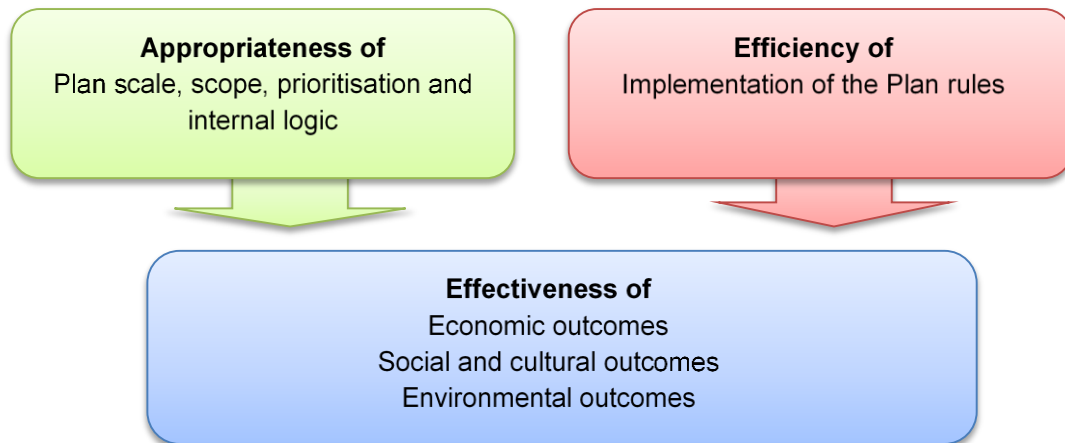 Appropriateness of
Plan scale, scope, prioritisation and
internal logic
Efficiency of
Implementation of the Plan rules
Effectiveness of
Economic outcomes
Social and cultural outcomes
Environmental outcomes